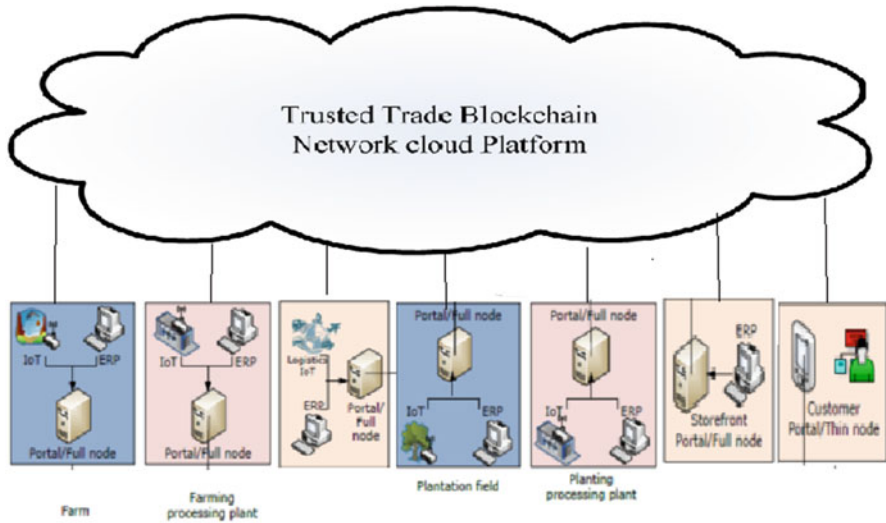 Trusted Trade Blockchain
Network cloud Platform
IoT
ERP
Portal/Full node
Farm
IoT
ERP
Portal/Full node
Farming
processing plant
Logistics
IoT
ERP
Portal/
Full
node
Portal/Full node
IoT
ERP
Plantation field
Portal/Full node
IoT
ERP
Planting
processing plant
ERP
Storefront
Portal/Full node
Customer
Portal/Thin node